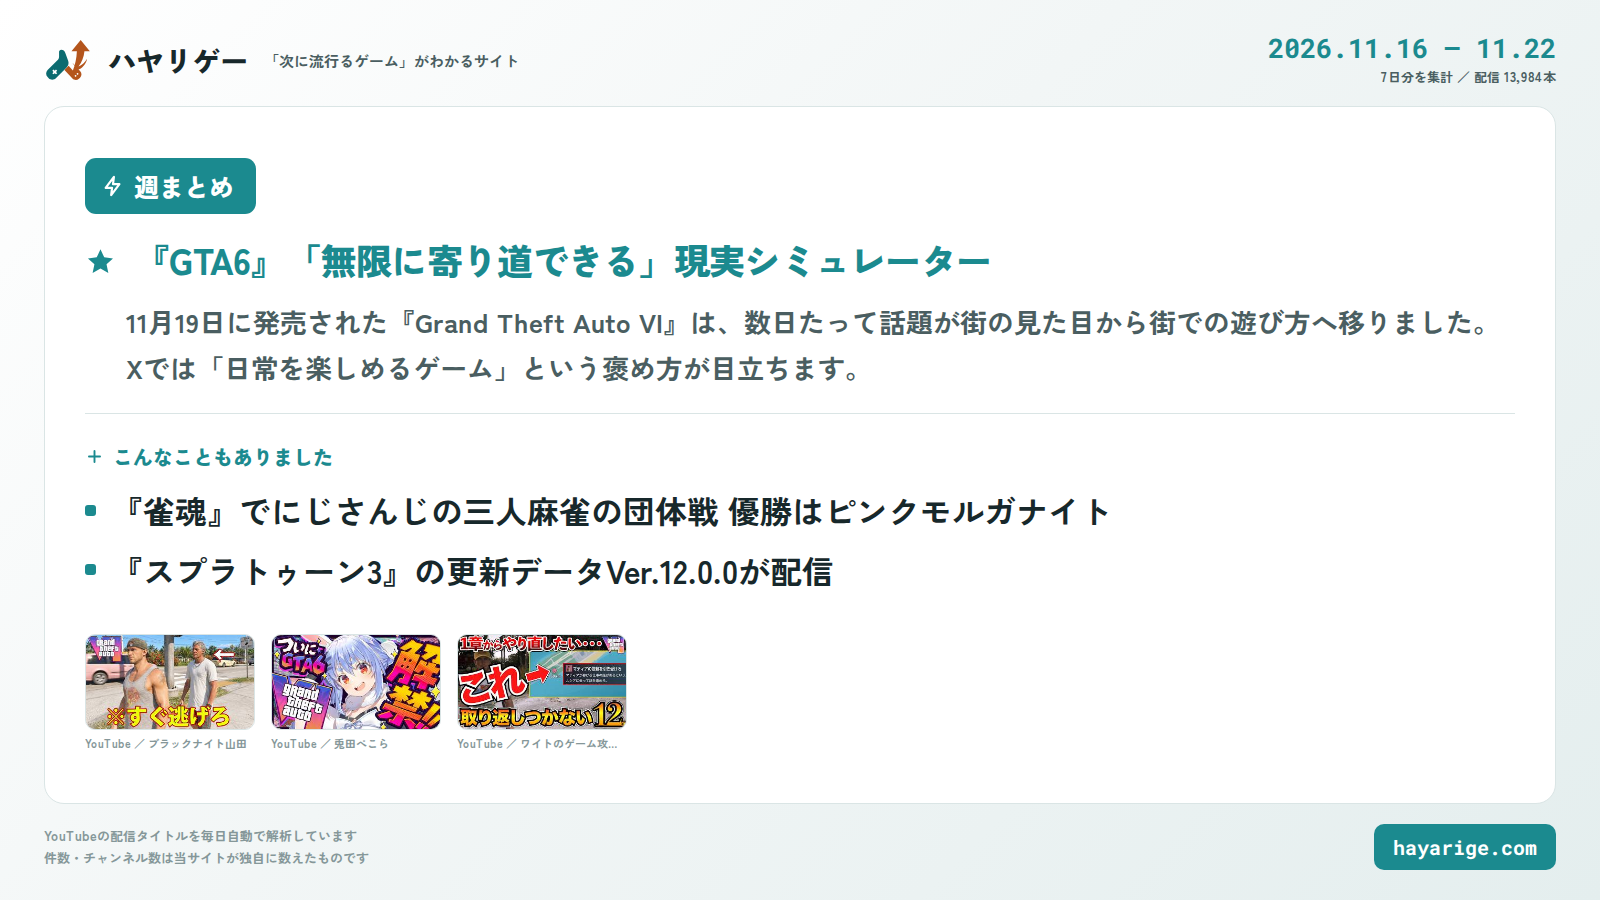 ハヤリゲー 「次に流行るゲーム」がわかるサイト
2026.11.16 – 11.22
7日分を集計 ／ 配信 13,984本
週まとめ
『GTA6』「無限に寄り道できる」現実シミュレーター
11月19日に発売された『Grand Theft Auto VI』は、数日たって話題が街の見た目から街での遊び方へ移りました。
Xでは「日常を楽しめるゲーム」という褒め方が目立ちます。
こんなこともありました
『雀魂』でにじさんじの三人麻雀の団体戦 優勝はピンクモルガナイト
『スプラトゥーン3』の更新データVer.12.0.0が配信
grand theft auto
※すぐ逃げろ
ついに
GTA6
解禁!!
grand theft auto
1章からやり直したい・・・
これ
取り返しつかない12
YouTube ／ ブラックナイト山田
YouTube ／ 兎田ぺこら
YouTube ／ ワイトのゲーム攻...
YouTubeの配信タイトルを毎日自動で解析しています
件数・チャンネル数は当サイトが独自に数えたものです
hayarige.com